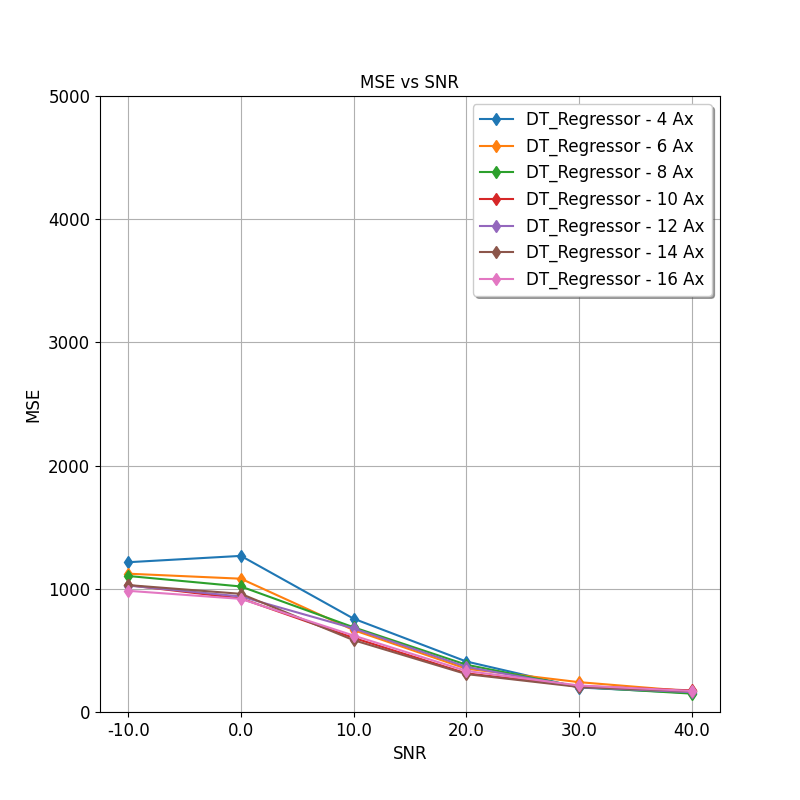 MSE vs SNR
5000
4000
3000
2000
1000
0
MSE
-10.0
0.0
10.0
20.0
30.0
40.0
SNR
DT_Regressor - 4 Ax
DT_Regressor - 6 Ax
DT_Regressor - 8 Ax
DT_Regressor - 10 Ax
DT_Regressor - 12 Ax
DT_Regressor - 14 Ax
DT_Regressor - 16 Ax